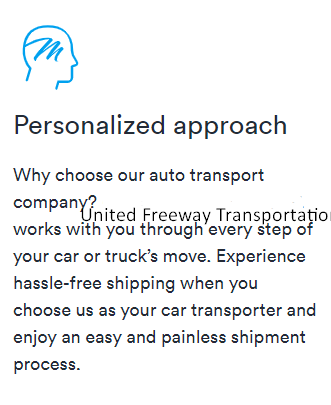 Personalized approach
Why choose our auto transport
company?
United Freeway Transportatio
works with you through every step of
your car or truck's move. Experience
hassle-free shipping when you
choose us as your car transporter and
enjoy an easy and painless shipment
process.